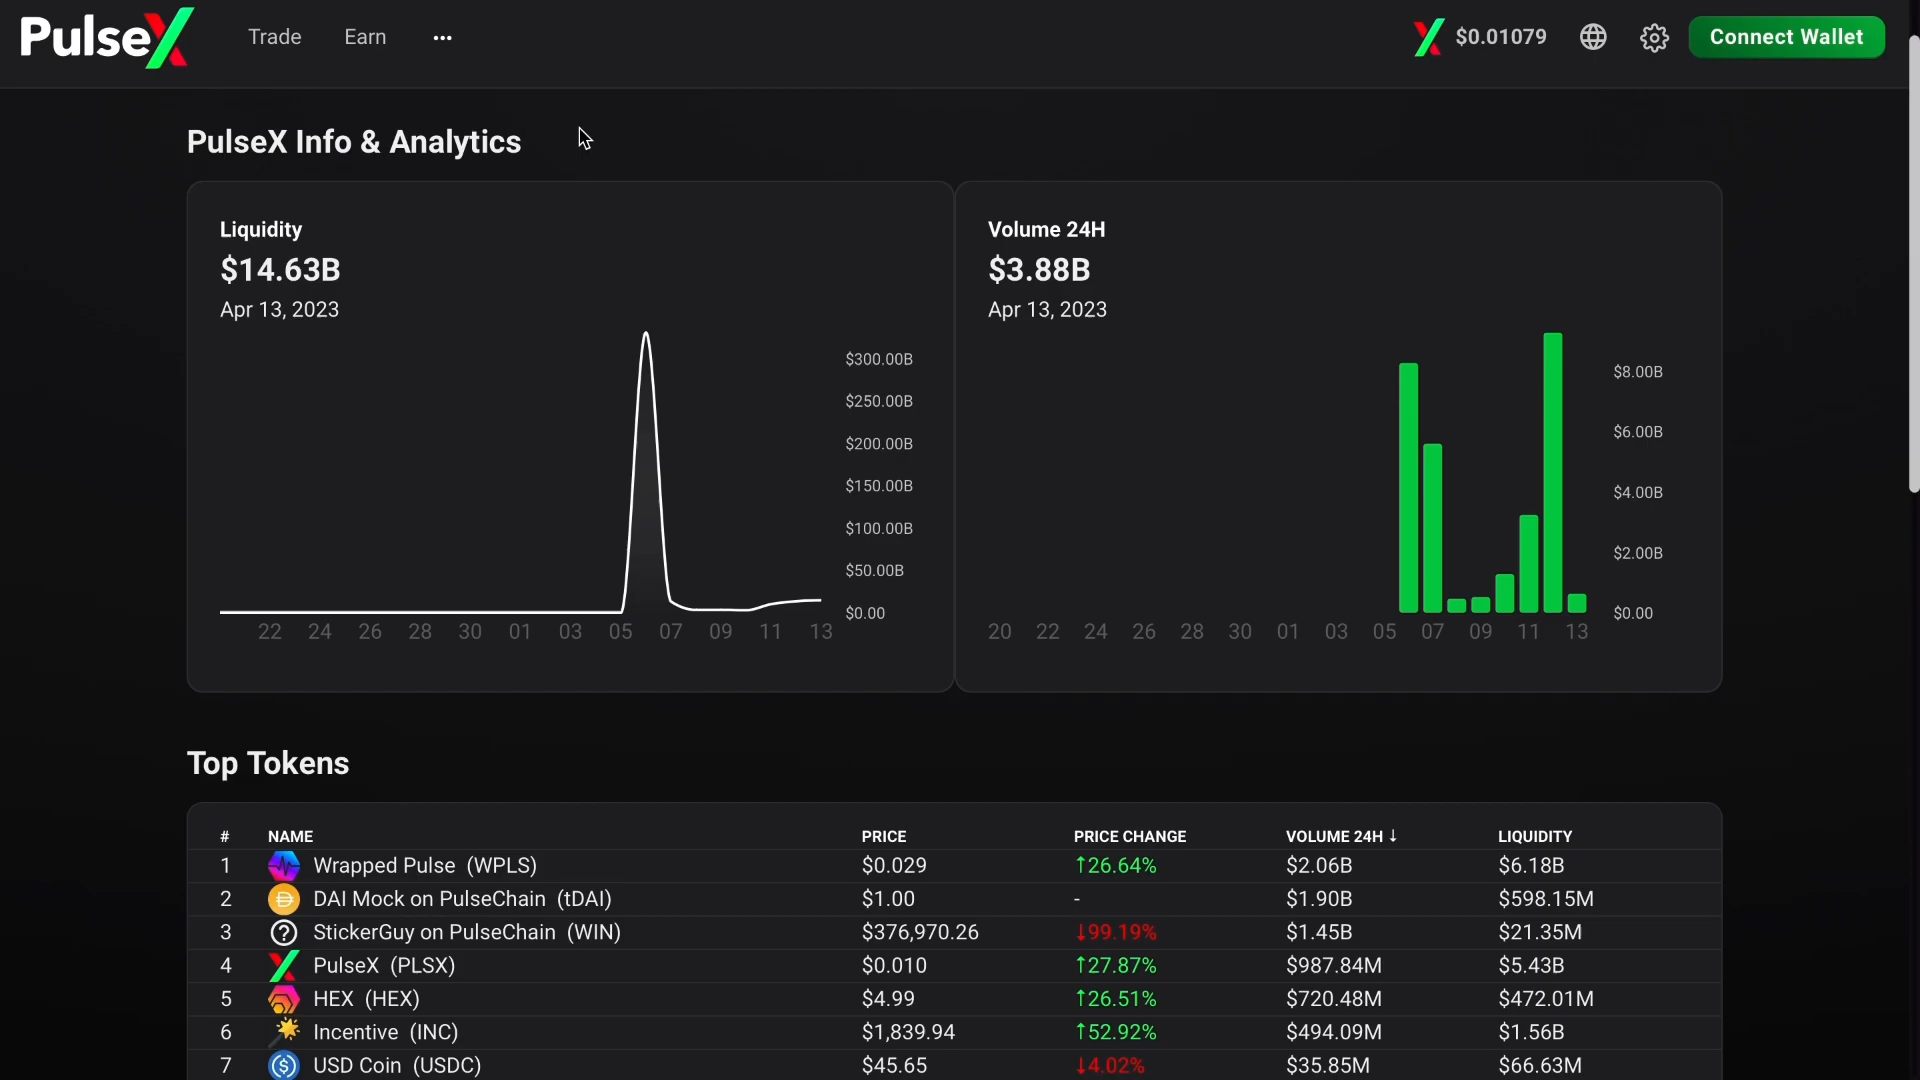 PulseX Trade Earn ... $0.01079 Connect Wallet
PulseX Info & Analytics
Liquidity
$14.63B
Apr 13, 2023
$300.00B
$250.00B
$200.00B
$150.00B
$100.00B
$50.00B
$0.00
22 24 26 28 30 01 03 05 07 09 11 13
Volume 24H
$3.88B
Apr 13, 2023
$8.00B
$6.00B
$4.00B
$2.00B
$0.00
20 22 24 26 28 30 01 03 05 07 09 11 13
Top Tokens
# NAME PRICE PRICE CHANGE VOLUME 24H ↓ LIQUIDITY
1 Wrapped Pulse (WPLS) $0.029 ↑26.64% $2.06B $6.18B
2 DAI Mock on PulseChain (tDAI) $1.00 - $1.90B $598.15M
3 StickerGuy on PulseChain (WIN) $376,970.26 ↓99.19% $1.45B $21.35M
4 PulseX (PLSX) $0.010 ↑27.87% $987.84M $5.43B
5 HEX (HEX) $4.99 ↑26.51% $720.48M $472.01M
6 Incentive (INC) $1,839.94 ↑52.92% $494.09M $1.56B
7 USD Coin (USDC) $45.65 ↓4.02% $35.85M $66.63M